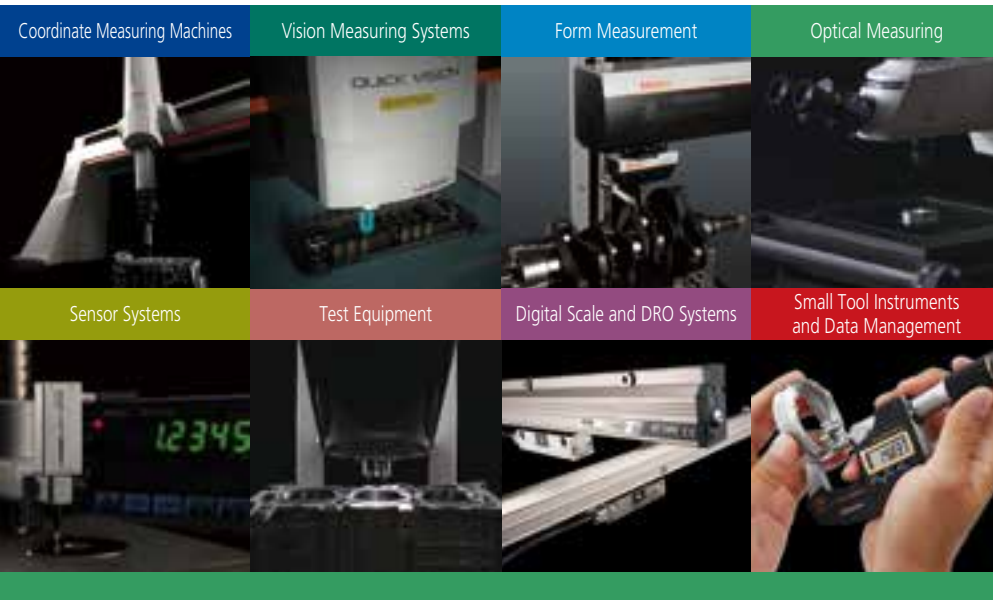 Coordinate Measuring Machines
Vision Measuring Systems
Form Measurement
Optical Measuring
QUICK VISION
Sensor Systems
Test Equipment
Digital Scale and DRO Systems
Small Tool Instruments
and Data Management
12345